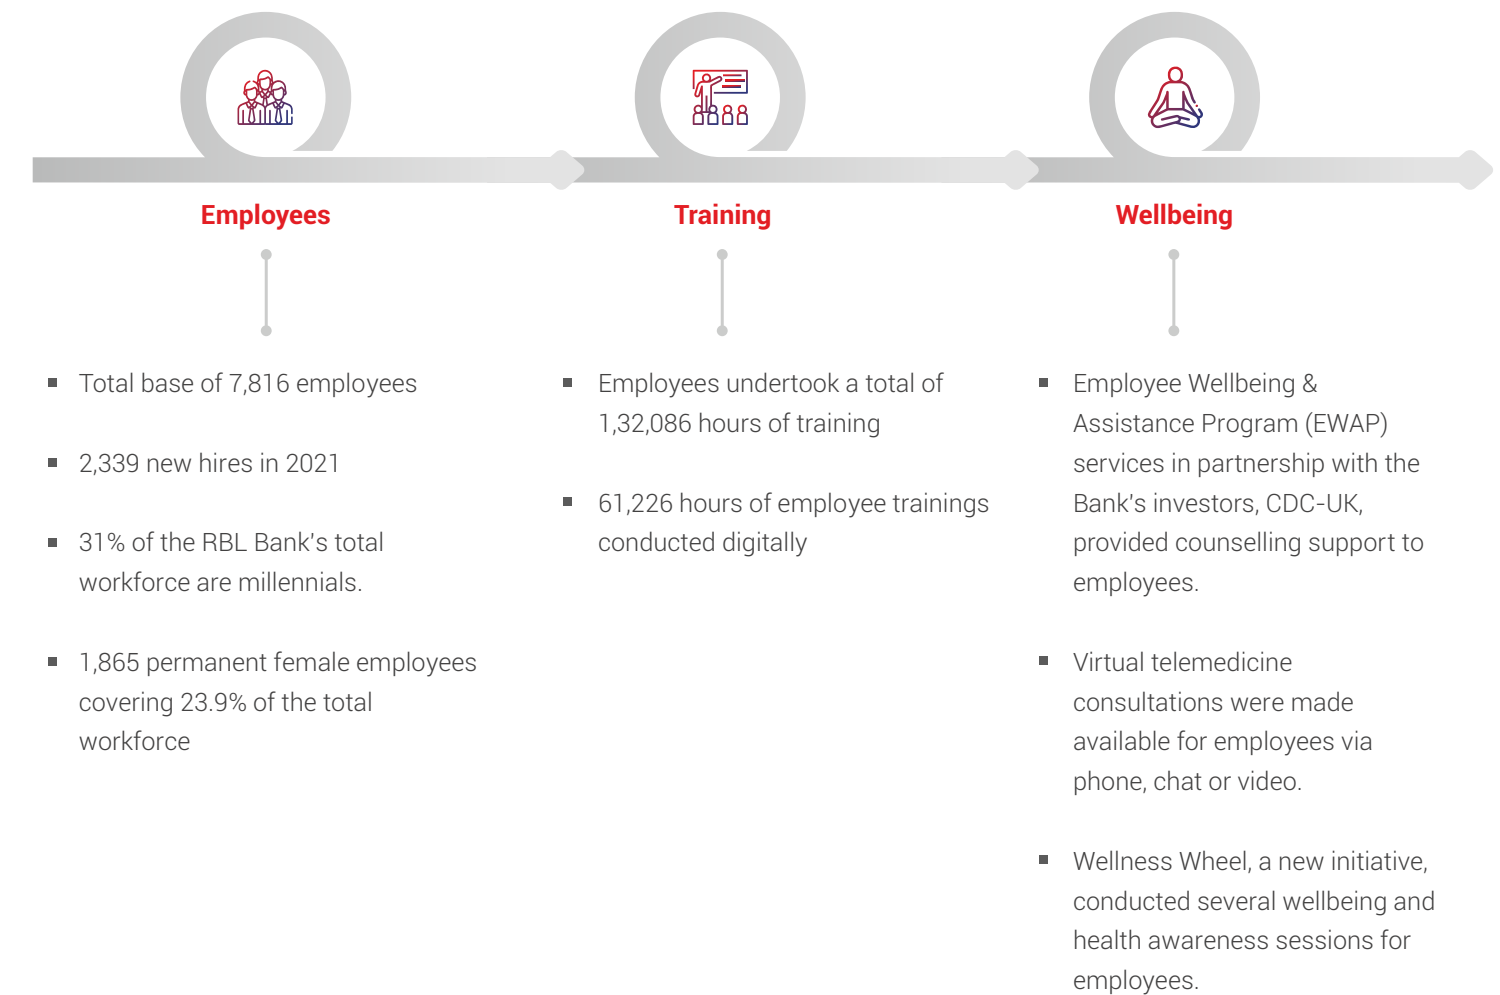 Employees
Total base of 7,816 employees
2,339 new hires in 2021
31% of the RBL Bank's total
workforce are millennials.
1,865 permanent female employees
covering 23.9% of the total
workforce
Training
Employees undertook a total of
1,32,086 hours of training
61,226 hours of employee trainings
conducted digitally
Wellbeing
Employee Wellbeing &
Assistance Program (EWAP)
services in partnership with the
Bank's investors, CDC-UK,
provided counselling support to
employees.
Virtual telemedicine
consultations were made
available for employees via
phone, chat or video.
Wellness Wheel, a new initiative,
conducted several wellbeing and
health awareness sessions for
employees.